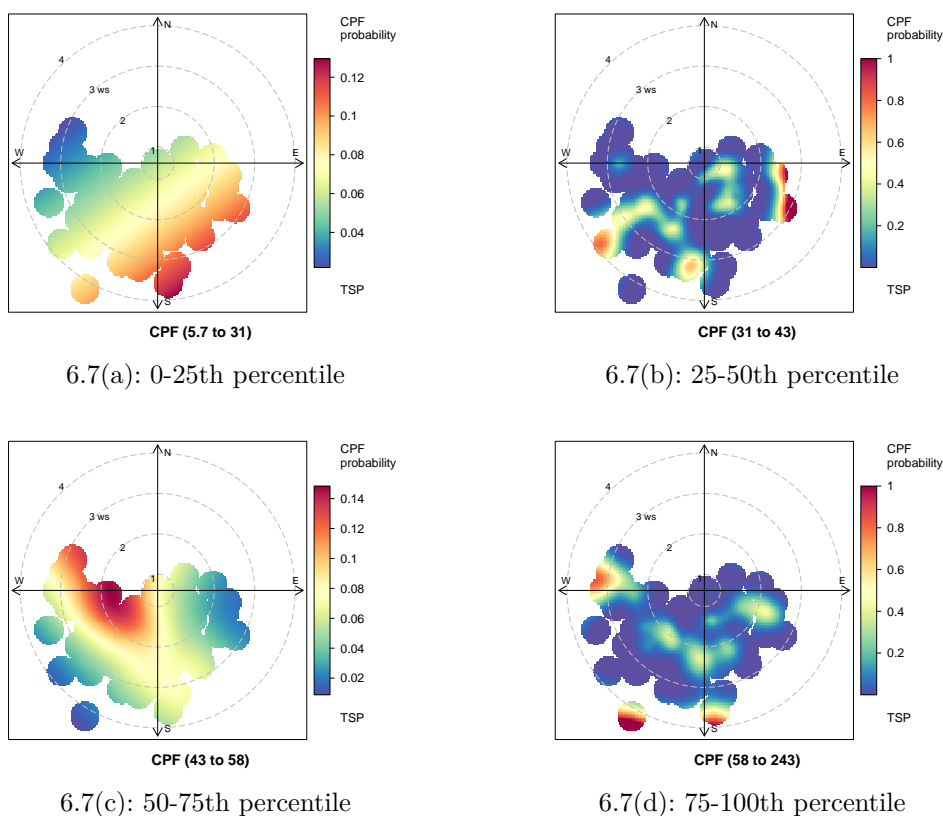 CPF
probability
N
4
3 ws
2
1
W
E
S
0.12
0.10
0.08
0.06
0.04
TSP
CPF (5.7 to 31)
6.7(a): 0-25th percentile
CPF
probability
N
4
3 ws
2
1
W
E
S
1
0.8
0.6
0.4
0.2
TSP
CPF (31 to 43)
6.7(b): 25-50th percentile
CPF
probability
N
4
3 ws
2
1
W
E
S
0.14
0.12
0.1
0.08
0.06
0.04
0.02
TSP
CPF (43 to 58)
6.7(c): 50-75th percentile
CPF
probability
N
4
3 ws
2
1
W
E
S
1
0.8
0.6
0.4
0.2
TSP
CPF (58 to 243)
6.7(d): 75-100th percentile